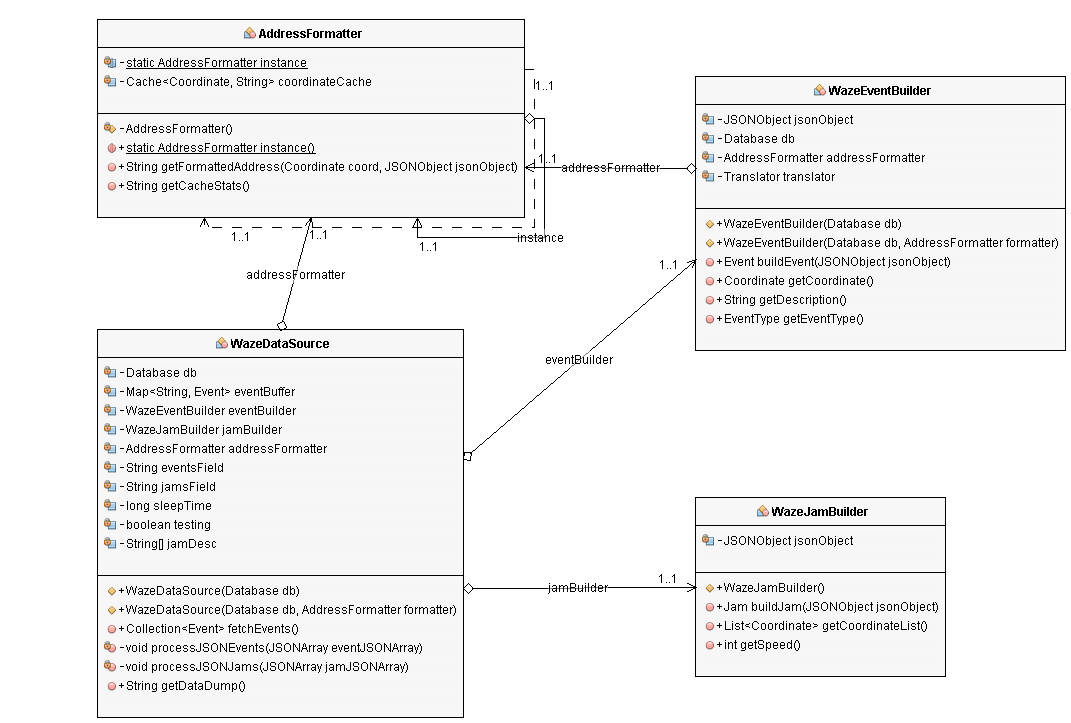 AddressFormatter
-static AddressFormatter instance
-Cache<Coordinate, String> coordinateCache
-AddressFormatter()
+static AddressFormatter instance()
+String getFormattedAddress(Coordinate coord, JSONObject jsonObject)
+String getCacheStats()
1..1
1..1
addressFormatter
1..1
1..1
1..1
instance
addressFormatter
WazeEventBuilder
-JSONObject jsonObject
-Database db
-AddressFormatter addressFormatter
-Translator translator
+WazeEventBuilder(Database db)
+WazeEventBuilder(Database db, AddressFormatter formatter)
+Event buildEvent(JSONObject jsonObject)
+Coordinate getCoordinate()
+String getDescription()
+EventType getEventType()
1..1
eventBuilder
WazeDataSource
-Database db
-Map<String, Event> eventBuffer
-WazeEventBuilder eventBuilder
-WazeJamBuilder jamBuilder
-AddressFormatter addressFormatter
-String eventsField
-String jamsField
-long sleepTime
-boolean testing
-String[] jamDesc
+WazeDataSource(Database db)
+WazeDataSource(Database db, AddressFormatter formatter)
+Collection<Event> fetchEvents()
-void processJSONEvents(JSONArray eventJSONArray)
-void processJSONJams(JSONArray jamJSONArray)
+String getDataDump()
jamBuilder
1..1
WazeJamBuilder
-JSONObject jsonObject
+WazeJamBuilder()
+Jam buildJam(JSONObject jsonObject)
+List<Coordinate> getCoordinateList()
+int getSpeed()